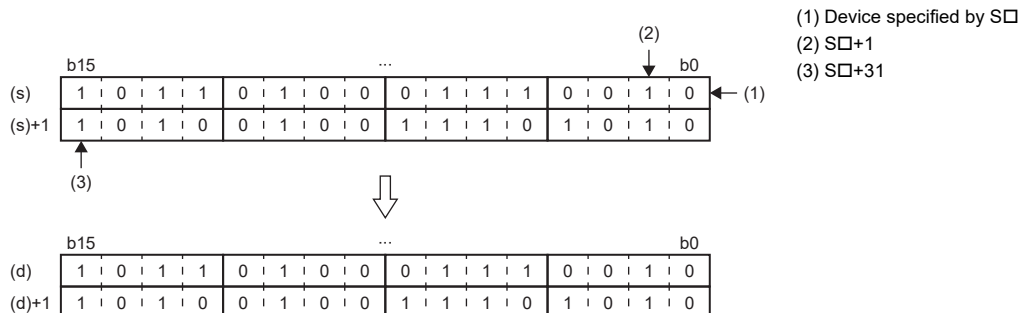 (1) Device specified by S□
(2) S□+1
(3) S□+31
(2)
b15 ... b0
(s) 1 0 1 1 0 1 0 0 0 1 1 1 0 0 1 0 (1)
(s)+1 1 0 1 0 0 1 0 0 1 1 1 0 1 0 1 0
(3)
b15 ... b0
(d) 1 0 1 1 0 1 0 0 0 1 1 1 0 0 1 0
(d)+1 1 0 1 0 0 1 0 0 1 1 1 0 1 0 1 0